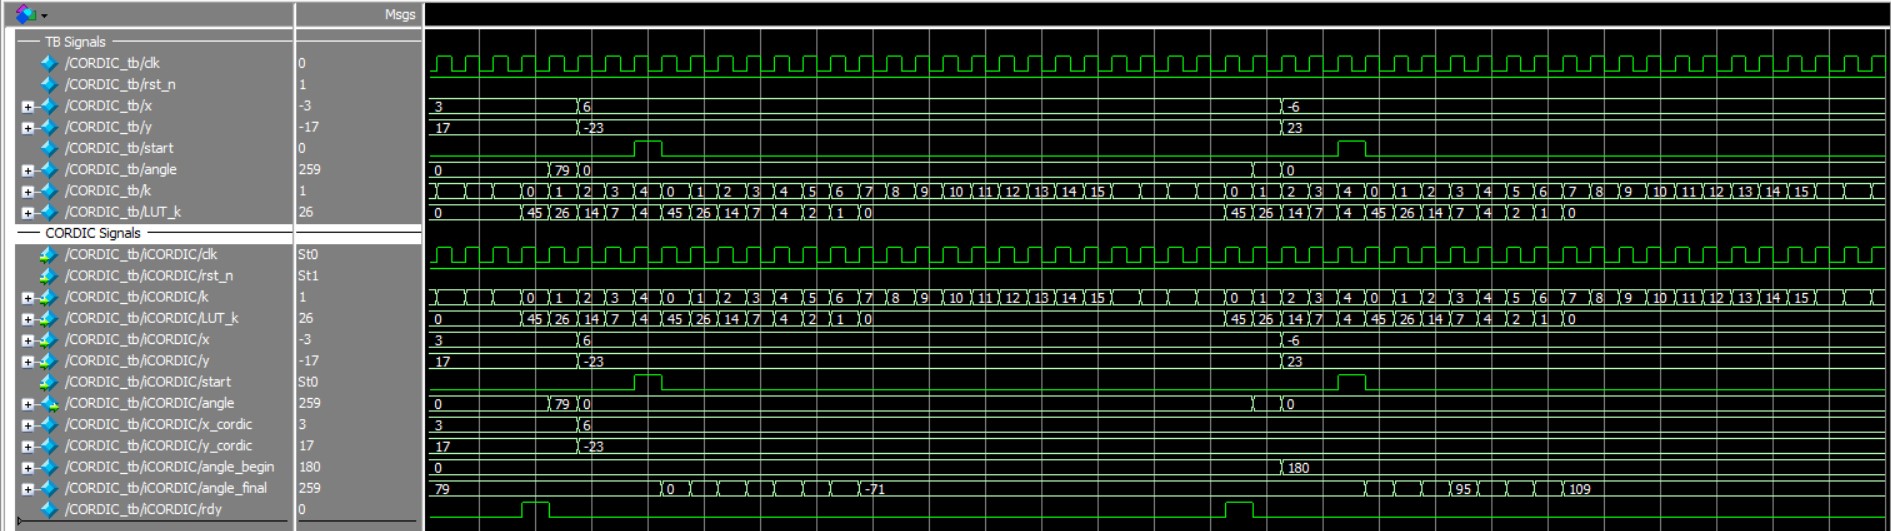 Msgs
TB Signals
/CORDIC_tb/clk 0
/CORDIC_tb/rst_n 1
/CORDIC_tb/x -3 3 6 -6
/CORDIC_tb/y -17 17 -23 23
/CORDIC_tb/start 0
/CORDIC_tb/angle 259 0 79 0 0
/CORDIC_tb/k 1 0 1 2 3 4 0 1 2 3 4 5 6 7 8 9 10 11 12 13 14 15 0 1 2 3 4 0 1 2 3 4 5 6 7 8 9 10 11 12 13 14 15
/CORDIC_tb/LUT_k 26 0 45 26 14 7 4 45 26 14 7 4 2 1 0 45 26 14 7 4 45 26 14 7 4 2 1 0
CORDIC Signals
/CORDIC_tb/iCORDIC/clk St0
/CORDIC_tb/iCORDIC/rst_n St1
/CORDIC_tb/iCORDIC/k 1 0 1 2 3 4 0 1 2 3 4 5 6 7 8 9 10 11 12 13 14 15 0 1 2 3 4 0 1 2 3 4 5 6 7 8 9 10 11 12 13 14 15
/CORDIC_tb/iCORDIC/LUT_k 26 0 45 26 14 7 4 45 26 14 7 4 2 1 0 45 26 14 7 4 45 26 14 7 4 2 1 0
/CORDIC_tb/iCORDIC/x -3 3 6 -6
/CORDIC_tb/iCORDIC/y -17 17 -23 23
/CORDIC_tb/iCORDIC/start St0
/CORDIC_tb/iCORDIC/angle 259 0 79 0 0
/CORDIC_tb/iCORDIC/x_cordic 3 3 6
/CORDIC_tb/iCORDIC/y_cordic 17 17 -23
/CORDIC_tb/iCORDIC/angle_begin 180 0 180
/CORDIC_tb/iCORDIC/angle_final 259 79 0 -71 95 109
/CORDIC_tb/iCORDIC/rdy 0